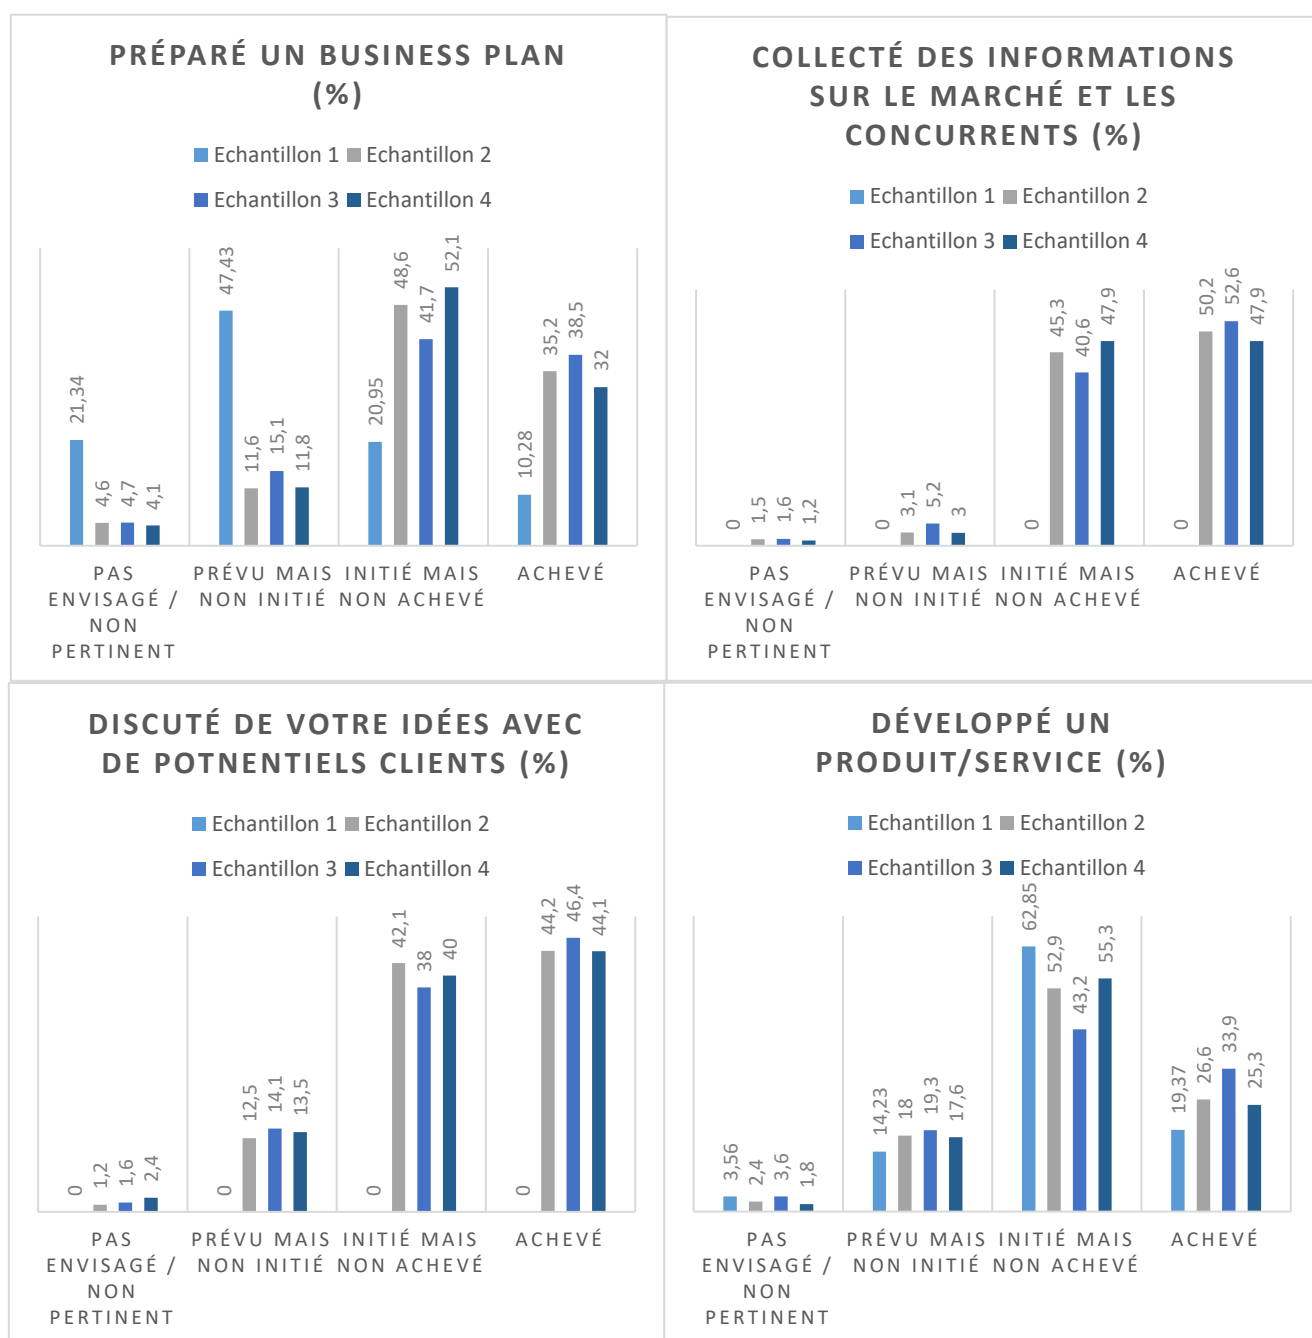 PRÉPARÉ UN BUSINESS PLAN
(%)
Echantillon 1 Echantillon 2
Echantillon 3 Echantillon 4
21,34
4,6
4,7
4,1
47,43
11,6
15,1
11,8
20,95
48,6
41,7
52,1
10,28
35,2
38,5
32
PAS
ENVISAGÉ /
NON
PERTINENT
PRÉVU MAIS
NON INITIÉ
INITIÉ MAIS
NON ACHEVÉ
ACHEVÉ
COLLECTÉ DES INFORMATIONS
SUR LE MARCHÉ ET LES
CONCURRENTS (%)
Echantillon 1 Echantillon 2
Echantillon 3 Echantillon 4
0
1,5
1,6
1,2
0
3,1
5,2
3
0
45,3
40,6
47,9
0
50,2
52,6
47,9
PAS
ENVISAGÉ /
NON
PERTINENT
PRÉVU MAIS
NON INITIÉ
INITIÉ MAIS
NON ACHEVÉ
ACHEVÉ
DISCUTÉ DE VOTRE IDÉES AVEC
DE POTNENTIELS CLIENTS (%)
Echantillon 1 Echantillon 2
Echantillon 3 Echantillon 4
0
1,2
1,6
2,4
0
12,5
14,1
13,5
0
42,1
38
40
0
44,2
46,4
44,1
PAS
ENVISAGÉ /
NON
PERTINENT
PRÉVU MAIS
NON INITIÉ
INITIÉ MAIS
NON ACHEVÉ
ACHEVÉ
DÉVELOPPÉ UN
PRODUIT/SERVICE (%)
Echantillon 1 Echantillon 2
Echantillon 3 Echantillon 4
3,56
2,4
3,6
1,8
14,23
18
19,3
17,6
62,85
52,9
43,2
55,3
19,37
26,6
33,9
25,3
PAS
ENVISAGÉ /
NON
PERTINENT
PRÉVU MAIS
NON INITIÉ
INITIÉ MAIS
NON ACHEVÉ
ACHEVÉ